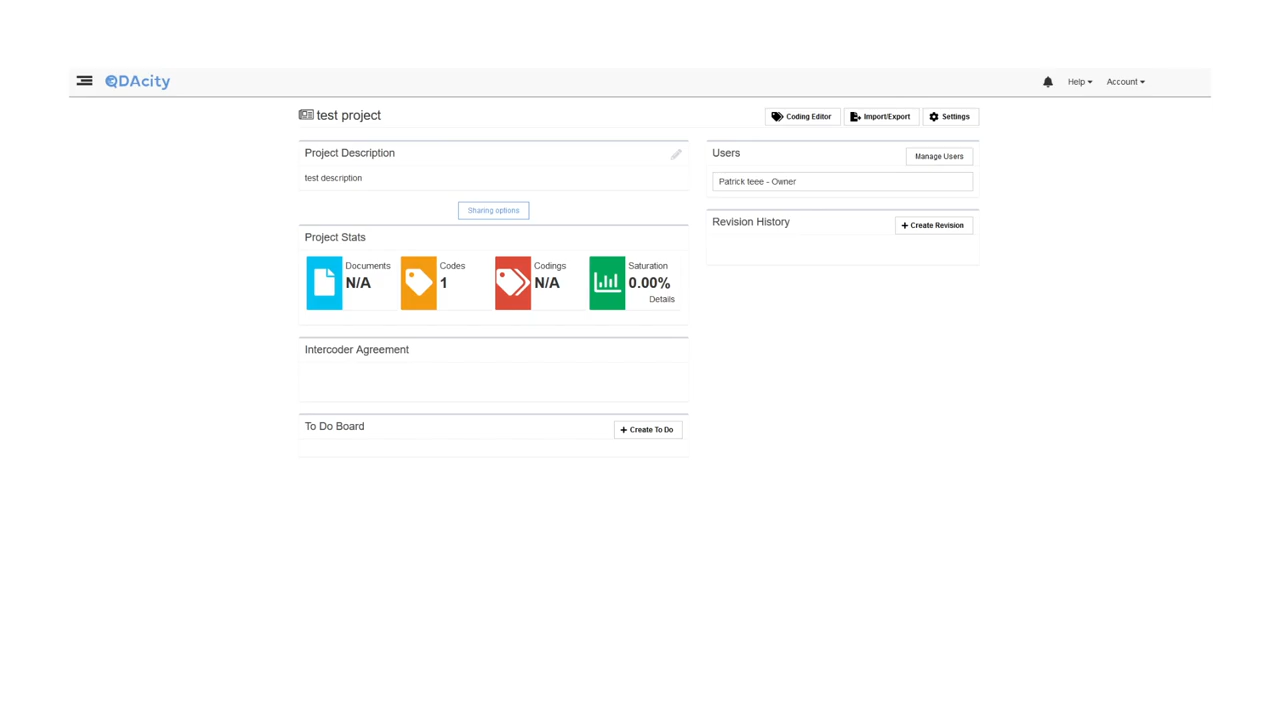 QDAcity
Help
Account
test project
Coding Editor
Import/Export
Settings
Project Description
test description
Sharing options
Project Stats
Documents
N/A
Codes
1
Codings
N/A
Saturation
0.00%
Details
Intercoder Agreement
To Do Board
+ Create To Do
Users
Manage Users
Patrick teee - Owner
Revision History
+ Create Revision